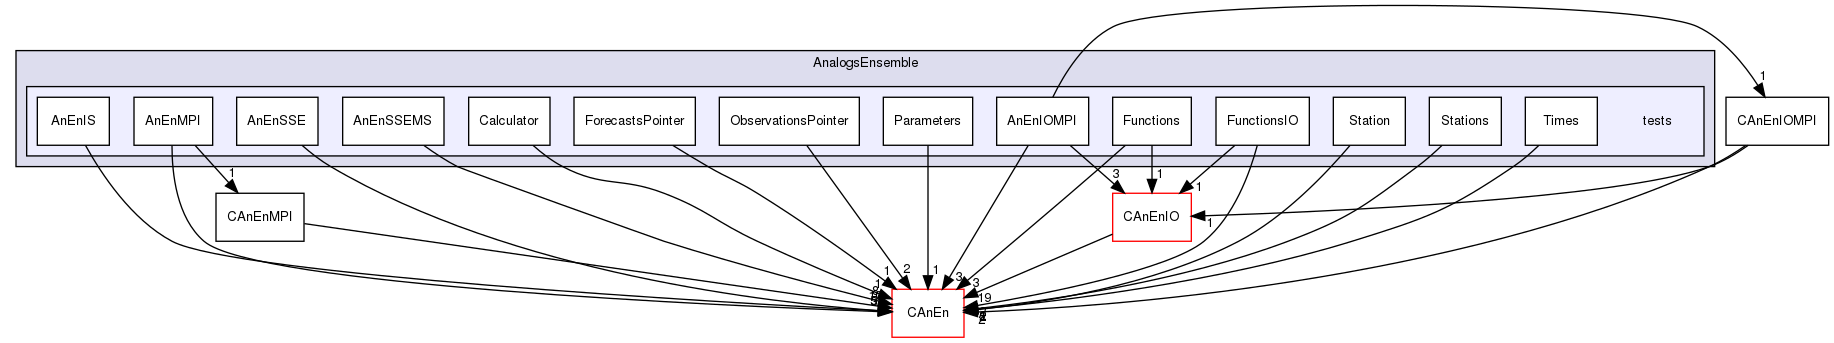 AnalogsEnsemble
AnEnIS
AnEnMPI
AnEnSSE
AnEnSSEMS
Calculator
ForecastsPointer
ObservationsPointer
Parameters
AnEnIOMPI
Functions
FunctionsIO
Station
Stations
Times
tests
1
CAnEnIOMPI
1
3
1
1
CAnEnMPI
CAnEnIO
1
1
2
1
3
3
19
CAnEn